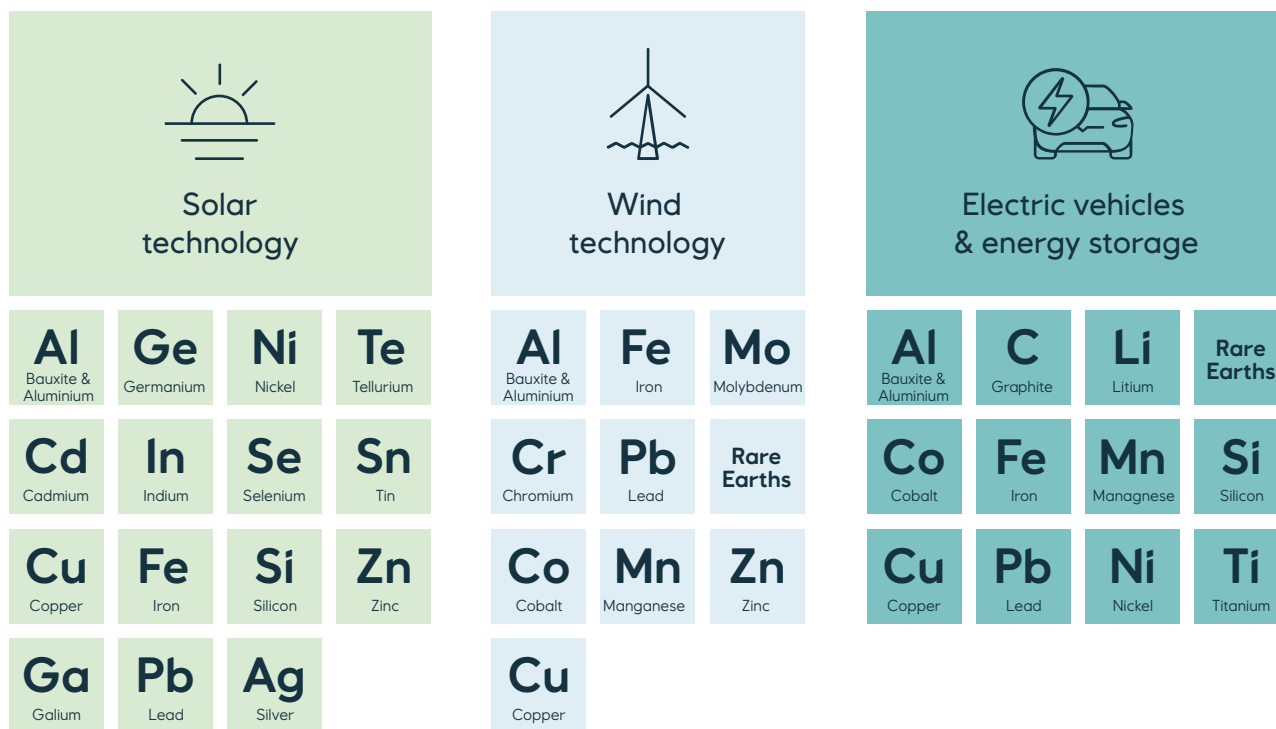 Solar
technology
Al
Bauxite &
Aluminium
Ge
Germanium
Ni
Nickel
Te
Tellurium
Cd
Cadmium
In
Indium
Se
Selenium
Sn
Tin
Cu
Copper
Fe
Iron
Si
Silicon
Zn
Zinc
Ga
Galium
Pb
Lead
Ag
Silver
Wind
technology
Al
Bauxite &
Aluminium
Fe
Iron
Mo
Molybdenum
Cr
Chromium
Pb
Lead
Rare
Earths
Co
Cobalt
Mn
Manganese
Zn
Zinc
Cu
Copper
Electric vehicles
& energy storage
Al
Bauxite &
Aluminium
C
Graphite
Li
Litium
Rare
Earths
Co
Cobalt
Fe
Iron
Mn
Managnese
Si
Silicon
Cu
Copper
Pb
Lead
Ni
Nickel
Ti
Titanium